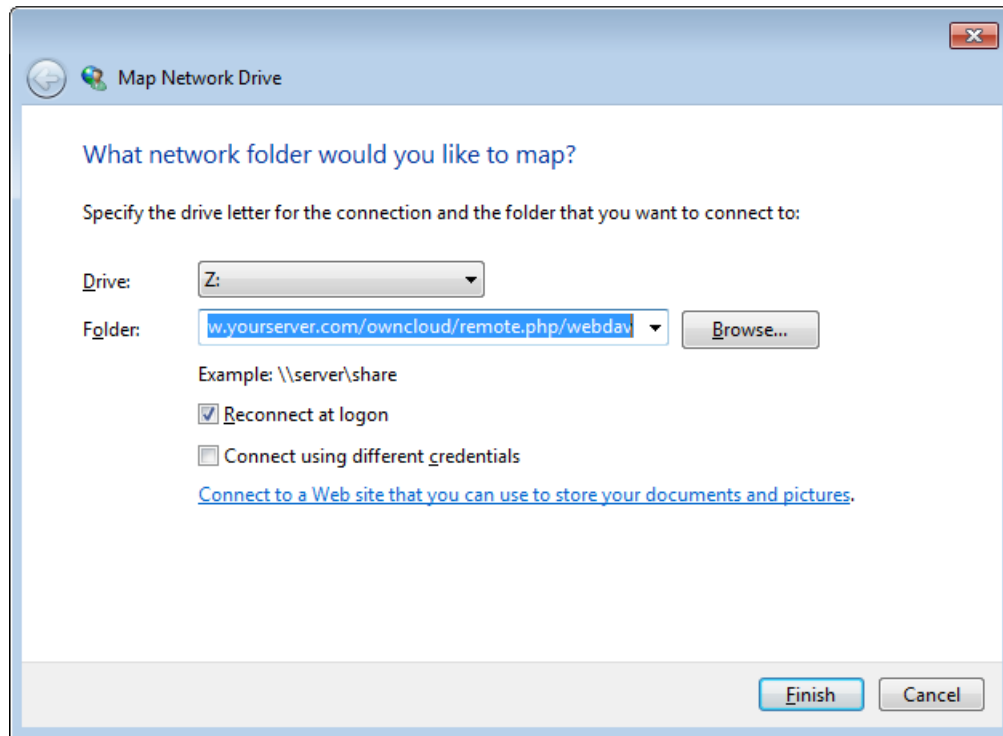 Map Network Drive
What network folder would you like to map?
Specify the drive letter for the connection and the folder that you want to connect to:
Drive: Z:
Folder: w.yourserver.com/owncloud/remote.php/webdav Browse...
Example: \\server\share
Reconnect at logon
Connect using different credentials
Connect to a Web site that you can use to store your documents and pictures.
Finish Cancel